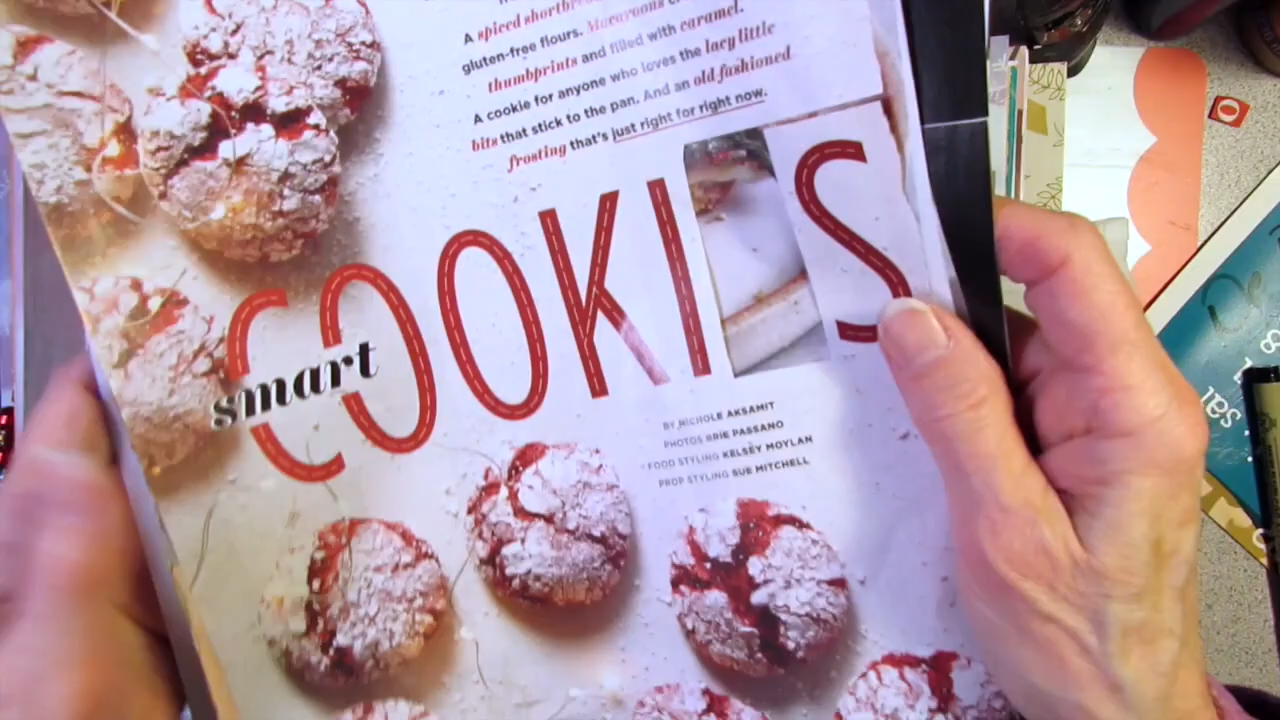 A spiced shortbre
gluten-free flours. Macaroons
thumbprints and filled with caramel.
A cookie for anyone who loves the lacy little
bits that stick to the pan. And an old fashioned
frosting that's just right for right now.
COOKI S
smart
BY NICHOLE AKSAMIT
PHOTOS BRIE PASSANO
FOOD STYLING KELSEY MOYLAN
PROP STYLING SUE MITCHELL
O
sal